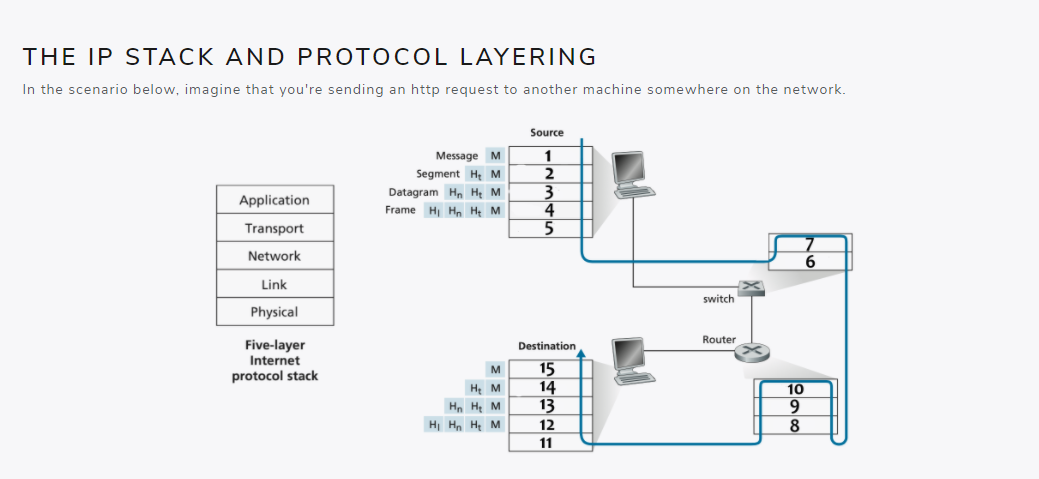 THE IP STACK AND PROTOCOL LAYERING
In the scenario below, imagine that you're sending an http request to another machine somewhere on the network.
Source
Message M 1
Segment Ht M 2
Datagram Hn Ht M 3
Frame Hl Hn Ht M 4
5
Application
Transport
Network
Link
Physical
Five-layer
Internet
protocol stack
7
6
switch
Router
Destination
M 15
Ht M 14
Hn Ht M 13
Hl Hn Ht M 12
11
10
9
8